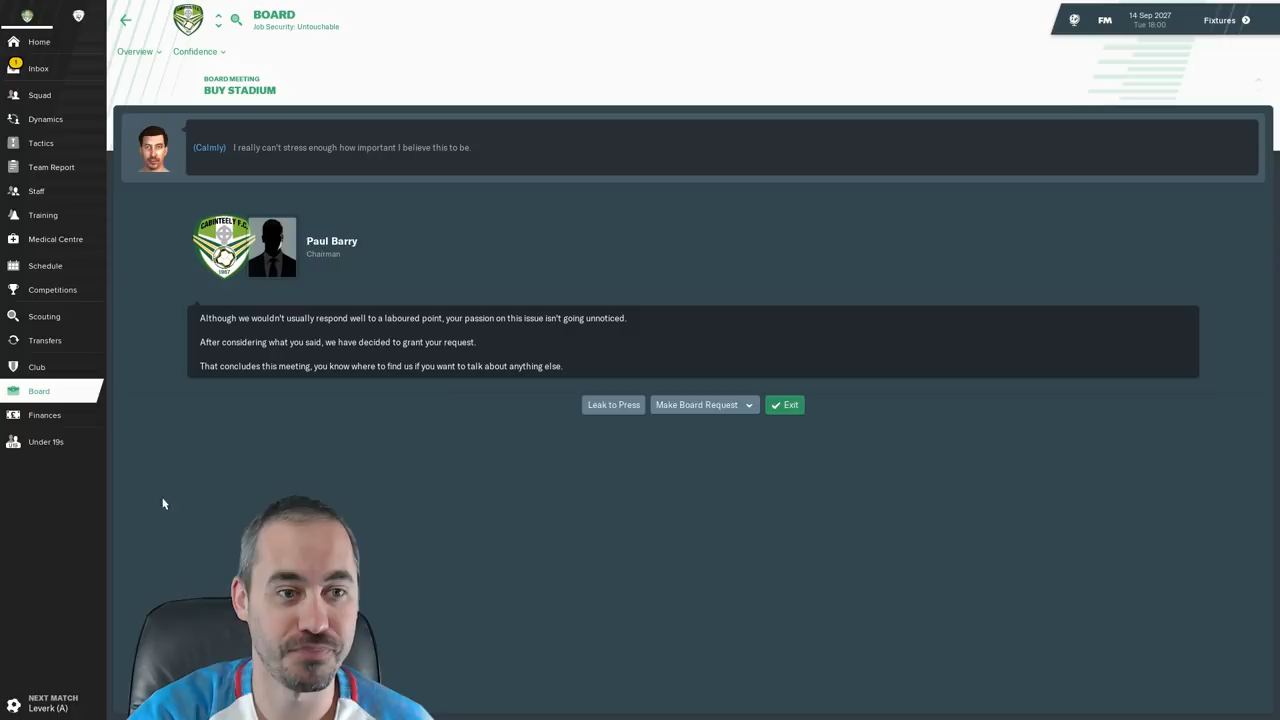 BOARD
Job Security: Untouchable
14 Sep 2027
Tue 18:00
FM
Fixtures
Overview
Confidence
BOARD MEETING
BUY STADIUM
Home
1
Inbox
Squad
Dynamics
Tactics
Team Report
Staff
Training
Medical Centre
Schedule
Competitions
Scouting
Transfers
Club
Board
Finances
Under 19s
NEXT MATCH
Leverk (A)
(Calmly) I really can't stress enough how important I believe this to be.
CABINTEELY F.C.
1967
Paul Barry
Chairman
Although we wouldn't usually respond well to a laboured point, your passion on this issue isn't going unnoticed.
After considering what you said, we have decided to grant your request.
That concludes this meeting, you know where to find us if you want to talk about anything else.
Leak to Press
Make Board Request
Exit